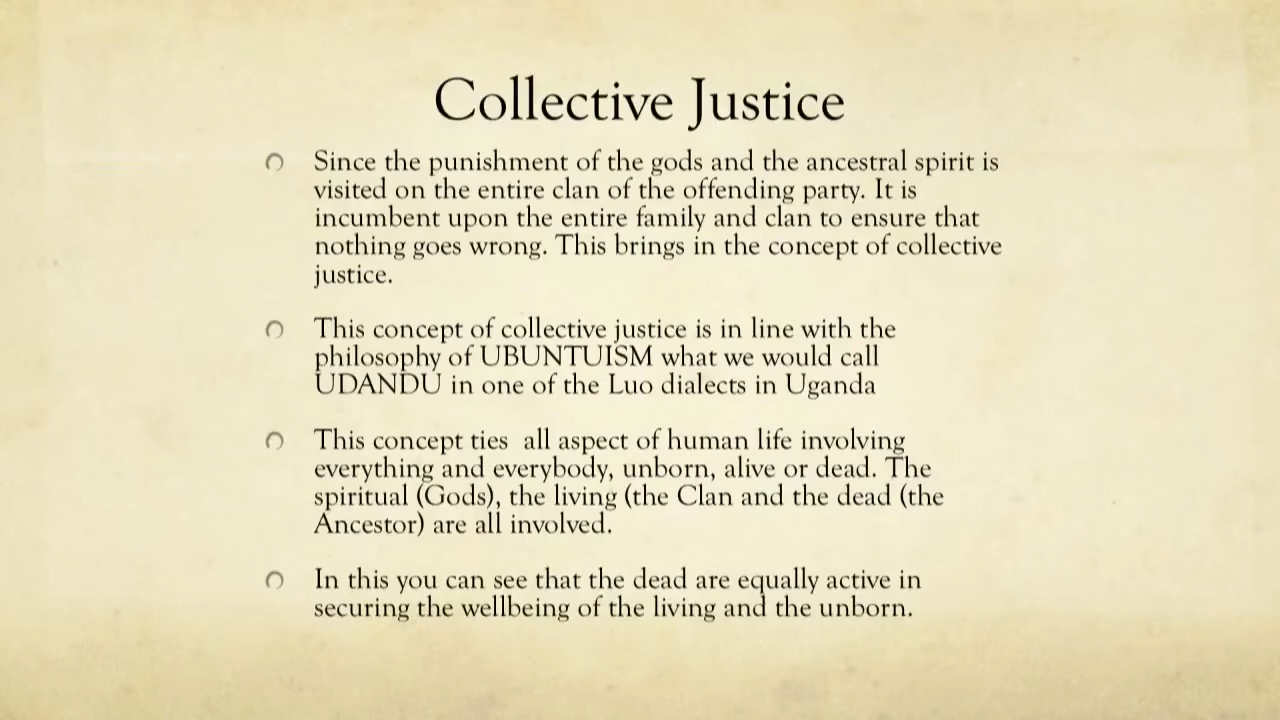 Collective Justice
Since the punishment of the gods and the ancestral spirit is
visited on the entire clan of the offending party. It is
incumbent upon the entire family and clan to ensure that
nothing goes wrong. This brings in the concept of collective
justice.
This concept of collective justice is in line with the
philosophy of UBUNTUISM what we would call
UDANDU in one of the Luo dialects in Uganda
This concept ties  all aspect of human life involving
everything and everybody, unborn, alive or dead. The
spiritual (Gods), the living (the Clan and the dead (the
Ancestor) are all involved.
In this you can see that the dead are equally active in
securing the wellbeing of the living and the unborn.